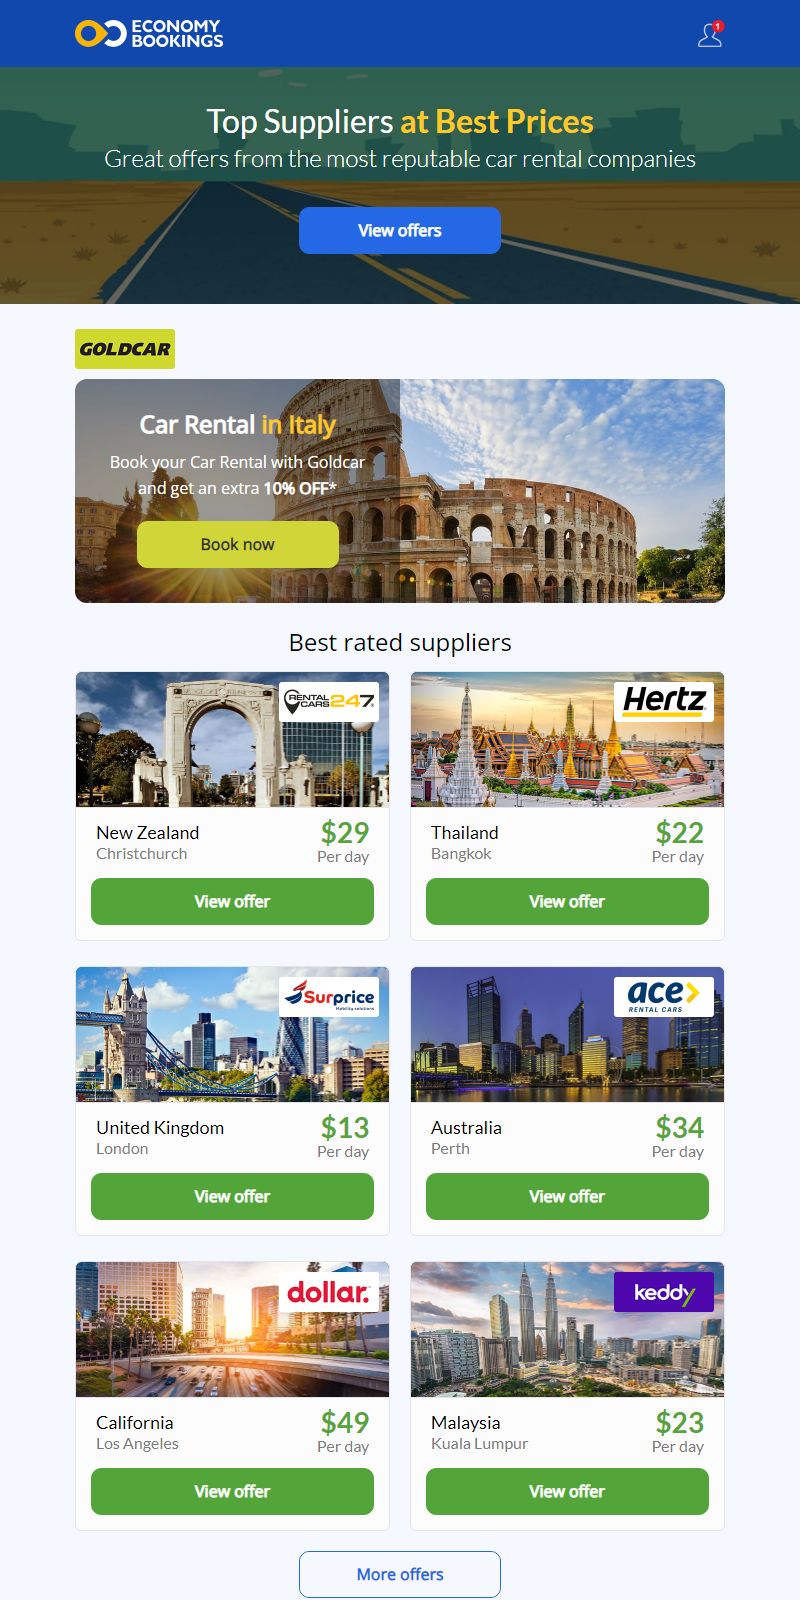 ECONOMY
BOOKINGS
1
Top Suppliers at Best Prices
Great offers from the most reputable car rental companies
View offers
GOLDCAR
Car Rental in Italy
Book your Car Rental with Goldcar
and get an extra 10% OFF*
Book now
Best rated suppliers
RENTAL
CARS 247
Hertz
New Zealand
$29
Christchurch
Per day
View offer
Thailand
$22
Bangkok
Per day
View offer
Surprice
Mobility solutions
ace
RENTAL CARS
United Kingdom
$13
London
Per day
View offer
Australia
$34
Perth
Per day
View offer
dollar.
keddy
California
$49
Los Angeles
Per day
View offer
Malaysia
$23
Kuala Lumpur
Per day
View offer
More offers